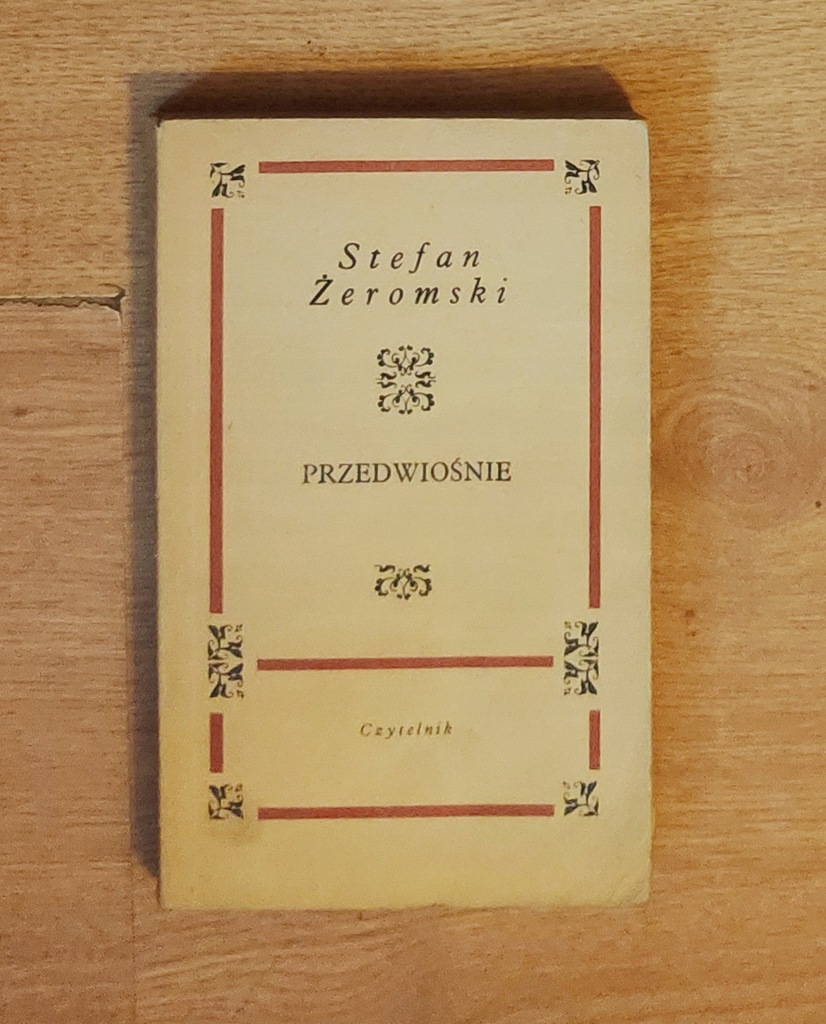 Stefan
Żeromski
PRZEDWIOŚNIE
Czytelnik